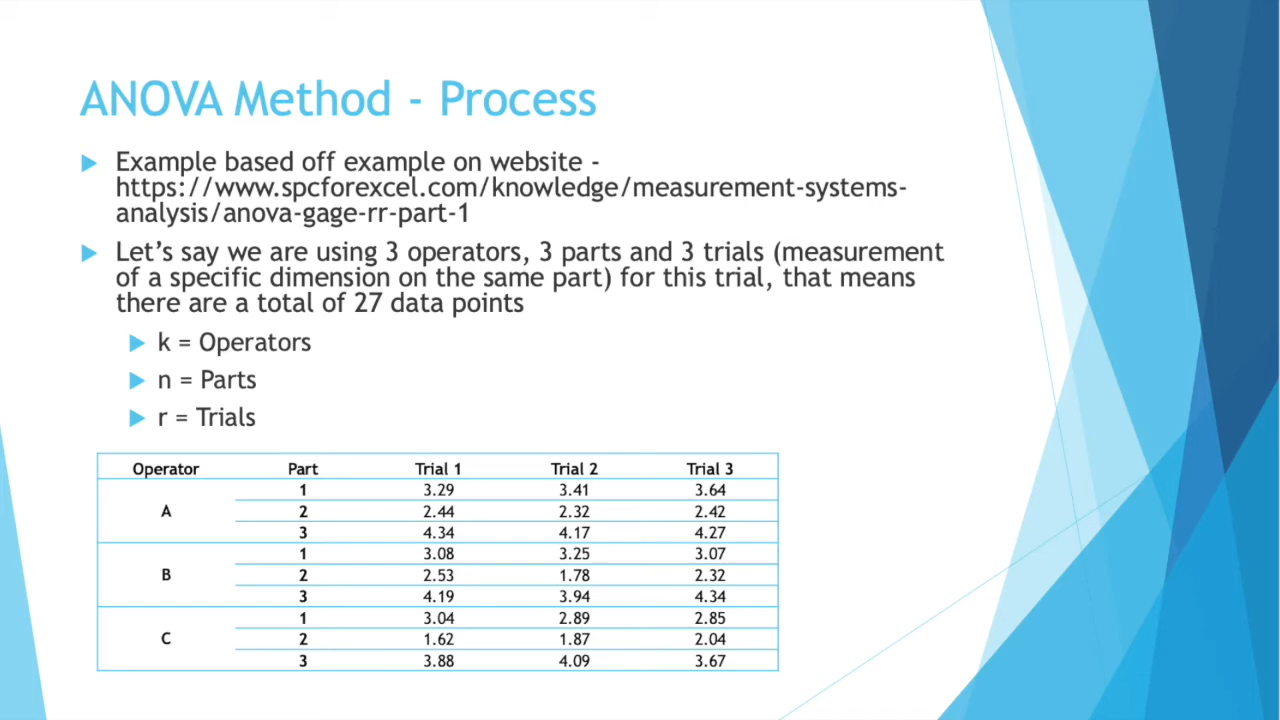 ANOVA Method - Process
Example based off example on website -
https://www.spcforexcel.com/knowledge/measurement-systems-
analysis/anova-gage-rr-part-1
Let’s say we are using 3 operators, 3 parts and 3 trials (measurement
of a specific dimension on the same part) for this trial, that means
there are a total of 27 data points
k = Operators
n = Parts
r = Trials
Operator Part Trial 1 Trial 2 Trial 3
1 3.29 3.41 3.64
A 2 2.44 2.32 2.42
3 4.34 4.17 4.27
1 3.08 3.25 3.07
B 2 2.53 1.78 2.32
3 4.19 3.94 4.34
1 3.04 2.89 2.85
C 2 1.62 1.87 2.04
3 3.88 4.09 3.67